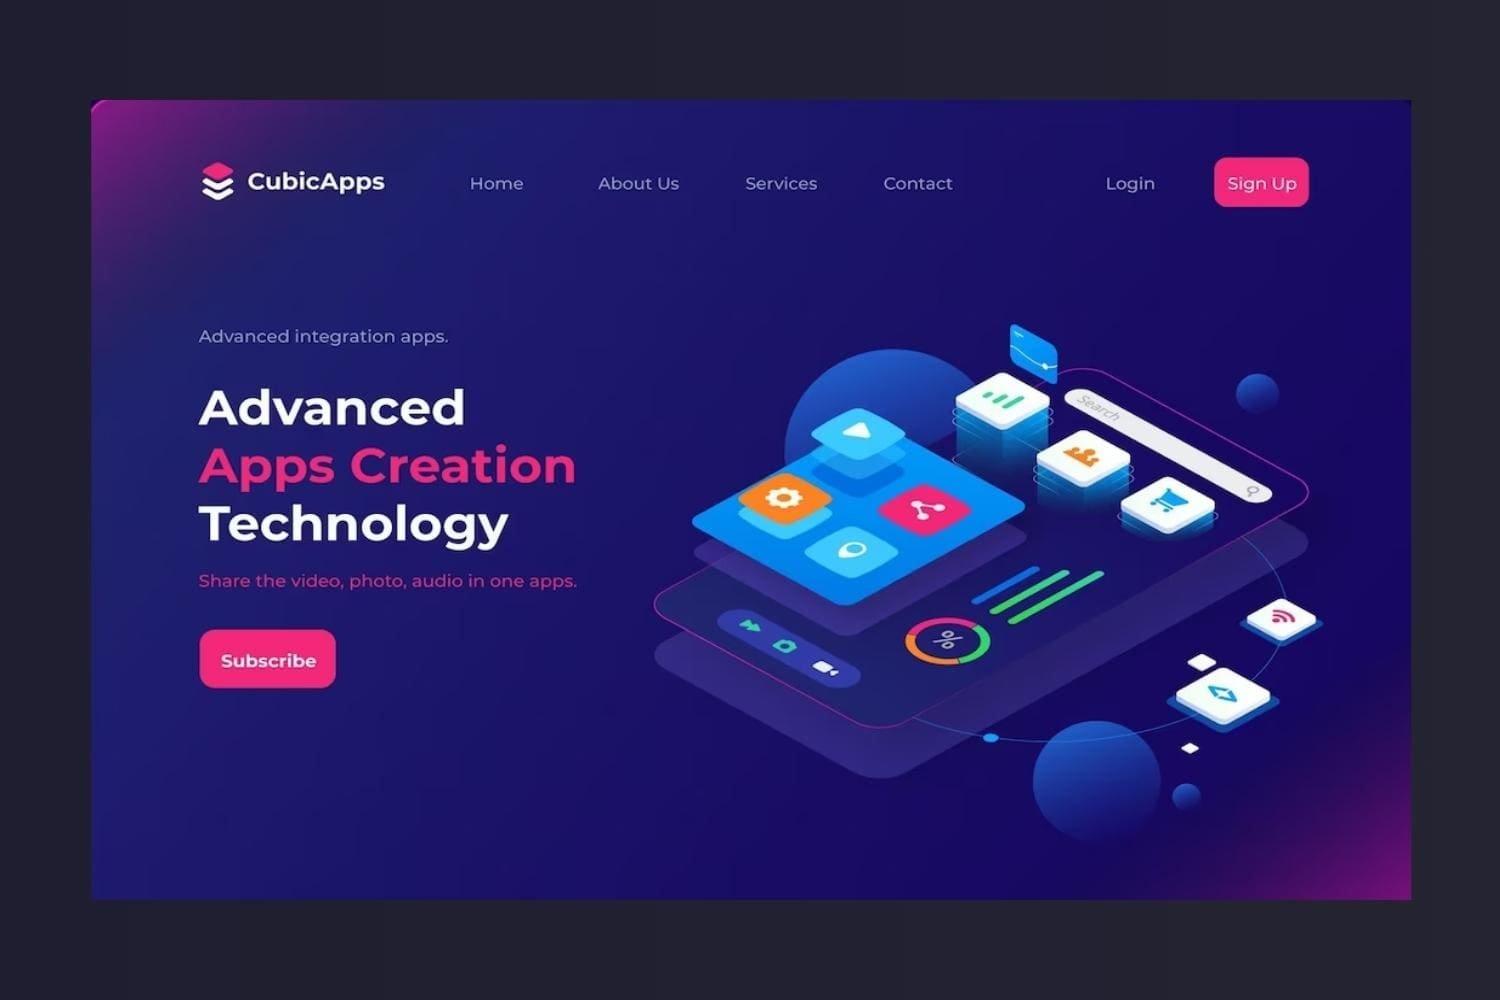 CubicApps
Home
About Us
Services
Contact
Login
Sign Up
Advanced integration apps.
Advanced
Apps Creation
Technology
Share the video, photo, audio in one apps.
Subscribe
Search
%